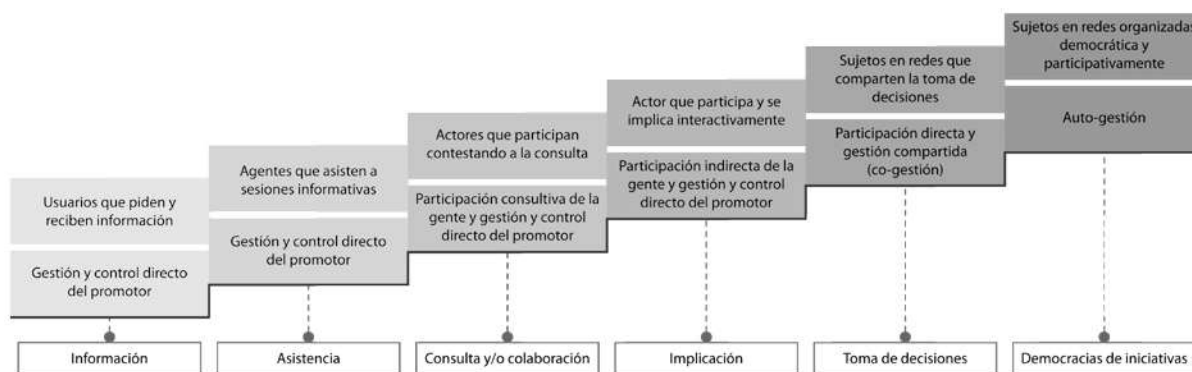 Usuarios que piden y
reciben información
Gestión y control directo
del promotor
Información
Agentes que asisten a
sesiones informativas
Gestión y control directo
del promotor
Asistencia
Actores que participan
contestando a la consulta
Participación consultiva de la
gente y gestión y control
directo del promotor
Consulta y/o colaboración
Actor que participa y se
implica interactivamente
Participación indirecta de la
gente y gestión y control
directo del promotor
Implicación
Sujetos en redes que
comparten la toma de
decisiones
Participación directa y
gestión compartida
(co-gestión)
Toma de decisiones
Sujetos en redes organizadas
democrática y
participativamente
Auto-gestión
Democracias de iniciativas